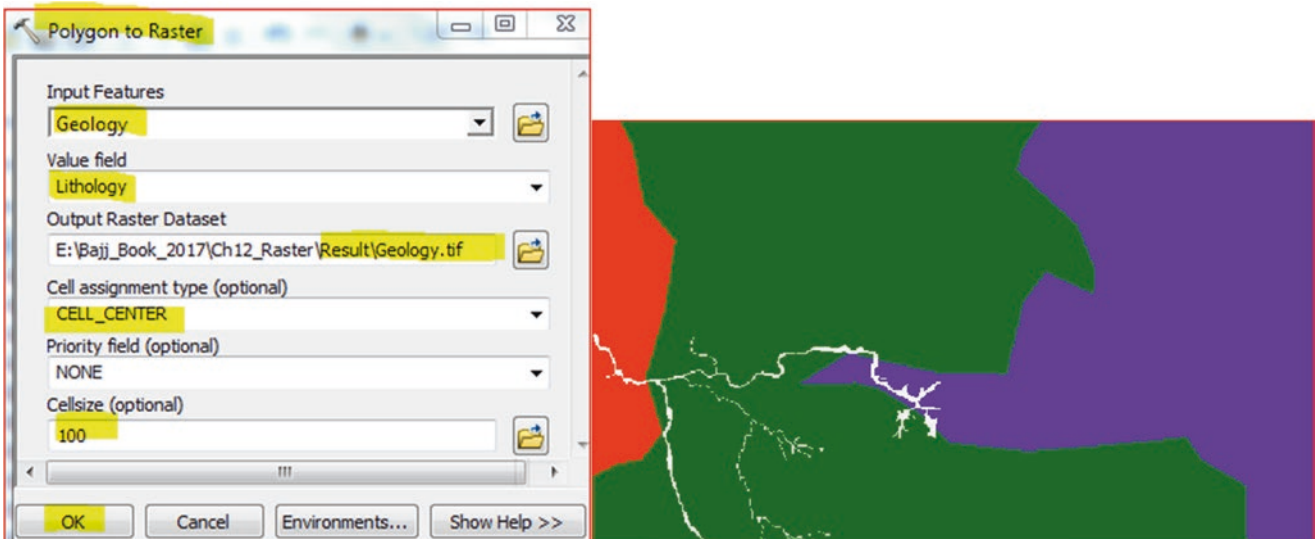 Polygon to Raster
Input Features
Geology
Value field
Lithology
Output Raster Dataset
E:\Bajj_Book_2017\Ch12_Raster\Result\Geology.tif
Cell assignment type (optional)
CELL_CENTER
Priority field (optional)
NONE
Cellsize (optional)
100
OK Cancel Environments... Show Help >>